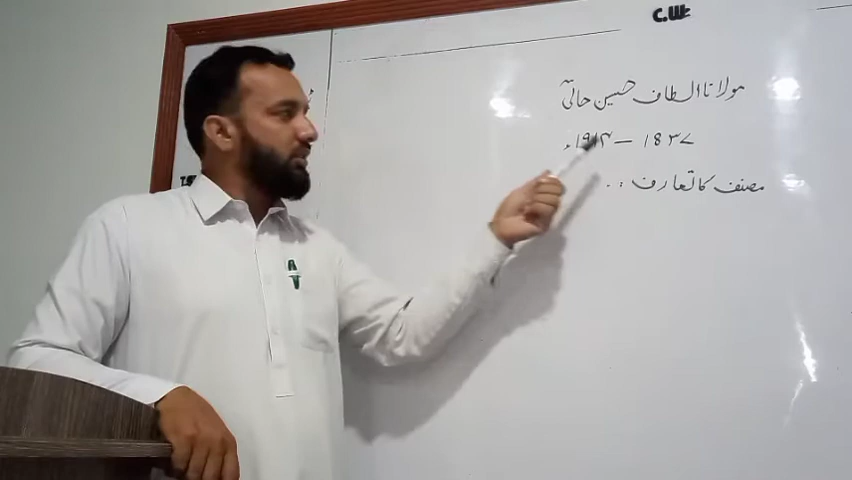 C.W
مولانا الطاف حسین حالیؔ
۱۸۳۷ – ۱۹۱۴ء
مصنف کا تعارف :.